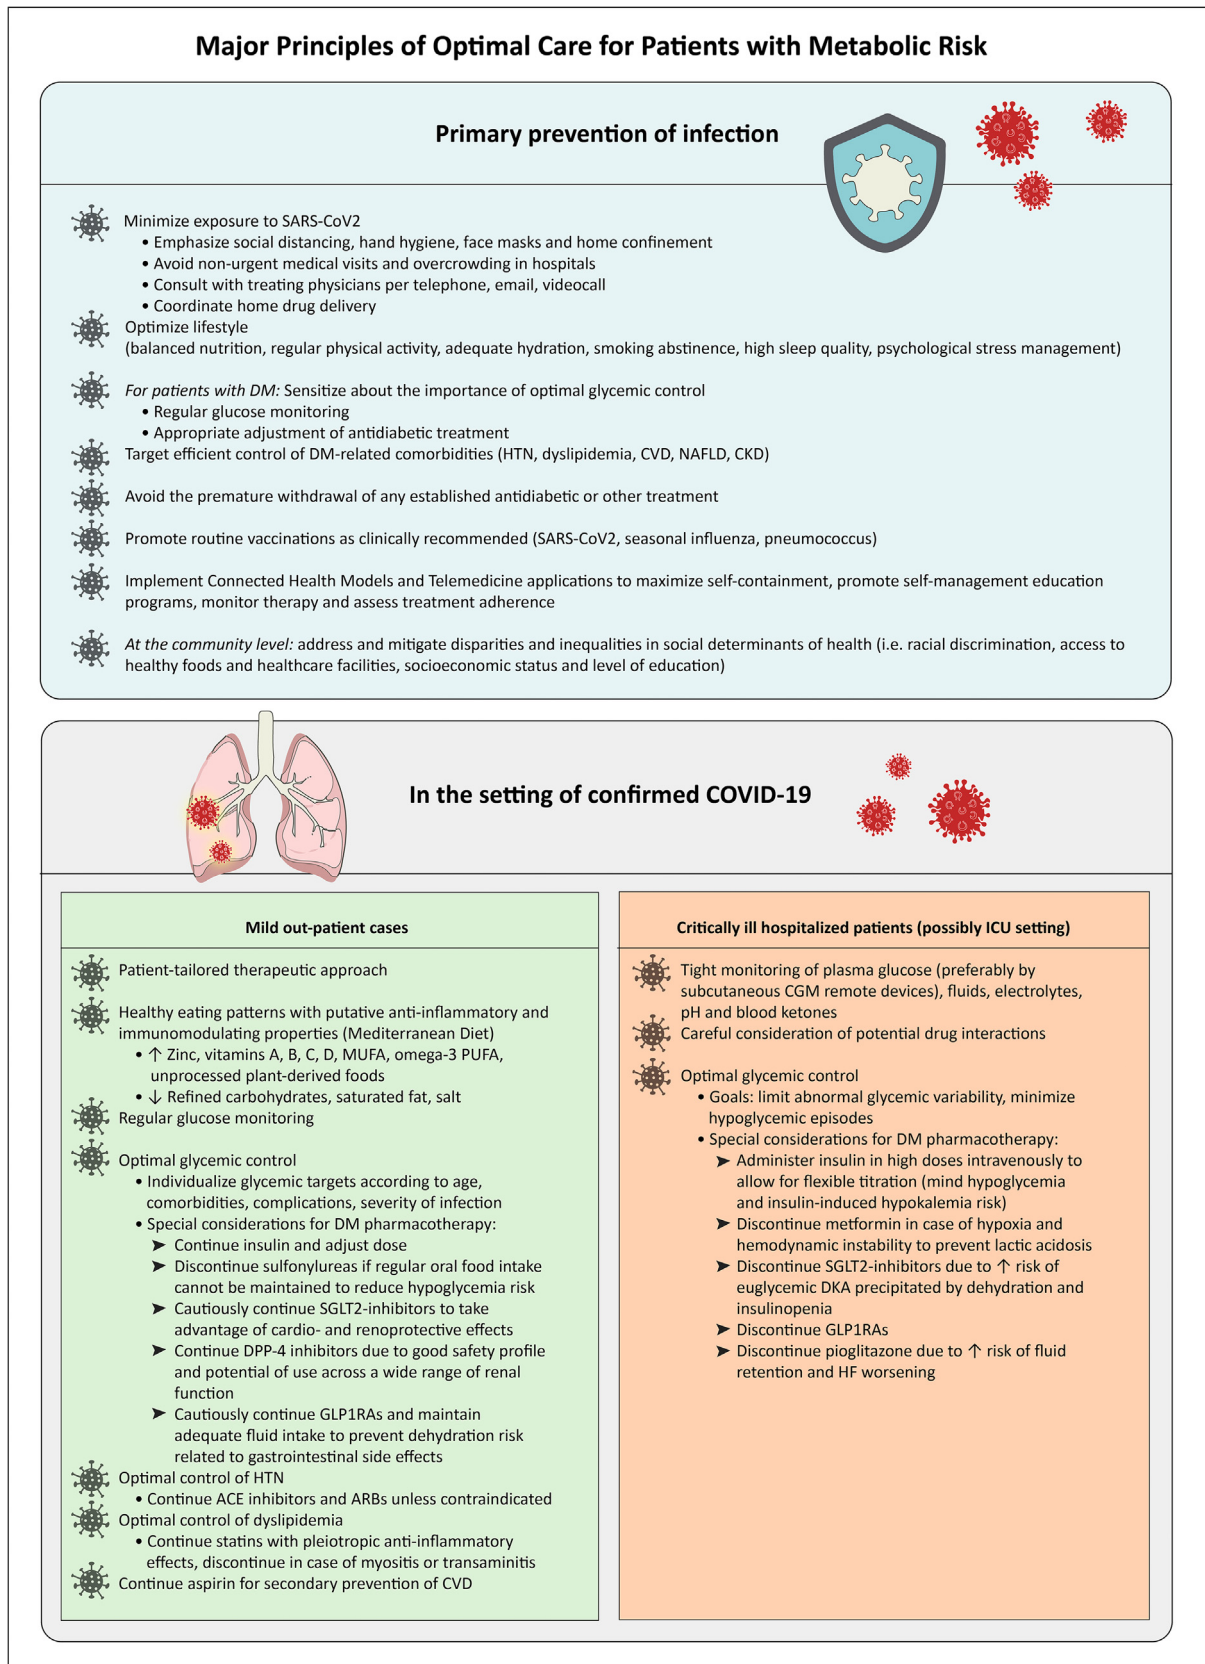 Major Principles of Optimal Care for Patients with Metabolic Risk
Primary prevention of infection
Minimize exposure to SARS-CoV2
• Emphasize social distancing, hand hygiene, face masks and home confinement
• Avoid non-urgent medical visits and overcrowding in hospitals
• Consult with treating physicians per telephone, email, videocall
• Coordinate home drug delivery
Optimize lifestyle
(balanced nutrition, regular physical activity, adequate hydration, smoking abstinence, high sleep quality, psychological stress management)
For patients with DM: Sensitize about the importance of optimal glycemic control
• Regular glucose monitoring
• Appropriate adjustment of antidiabetic treatment
Target efficient control of DM-related comorbidities (HTN, dyslipidemia, CVD, NAFLD, CKD)
Avoid the premature withdrawal of any established antidiabetic or other treatment
Promote routine vaccinations as clinically recommended (SARS-CoV2, seasonal influenza, pneumococcus)
Implement Connected Health Models and Telemedicine applications to maximize self-containment, promote self-management education
programs, monitor therapy and assess treatment adherence
At the community level: address and mitigate disparities and inequalities in social determinants of health (i.e. racial discrimination, access to
healthy foods and healthcare facilities, socioeconomic status and level of education)
In the setting of confirmed COVID-19
Mild out-patient cases
Patient-tailored therapeutic approach
Healthy eating patterns with putative anti-inflammatory and
immunomodulating properties (Mediterranean Diet)
• ↑ Zinc, vitamins A, B, C, D, MUFA, omega-3 PUFA,
unprocessed plant-derived foods
• ↓ Refined carbohydrates, saturated fat, salt
Regular glucose monitoring
Optimal glycemic control
• Individualize glycemic targets according to age,
comorbidities, complications, severity of infection
• Special considerations for DM pharmacotherapy:
➤ Continue insulin and adjust dose
➤ Discontinue sulfonylureas if regular oral food intake
cannot be maintained to reduce hypoglycemia risk
➤ Cautiously continue SGLT2-inhibitors to take
advantage of cardio- and renoprotective effects
➤ Continue DPP-4 inhibitors due to good safety profile
and potential of use across a wide range of renal
function
➤ Cautiously continue GLP1RAs and maintain
adequate fluid intake to prevent dehydration risk
related to gastrointestinal side effects
Optimal control of HTN
• Continue ACE inhibitors and ARBs unless contraindicated
Optimal control of dyslipidemia
• Continue statins with pleiotropic anti-inflammatory
effects, discontinue in case of myositis or transaminitis
Continue aspirin for secondary prevention of CVD
Critically ill hospitalized patients (possibly ICU setting)
Tight monitoring of plasma glucose (preferably by
subcutaneous CGM remote devices), fluids, electrolytes,
pH and blood ketones
Careful consideration of potential drug interactions
Optimal glycemic control
• Goals: limit abnormal glycemic variability, minimize
hypoglycemic episodes
• Special considerations for DM pharmacotherapy:
➤ Administer insulin in high doses intravenously to
allow for flexible titration (mind hypoglycemia
and insulin-induced hypokalemia risk)
➤ Discontinue metformin in case of hypoxia and
hemodynamic instability to prevent lactic acidosis
➤ Discontinue SGLT2-inhibitors due to ↑ risk of
euglycemic DKA precipitated by dehydration and
insulinopenia
➤ Discontinue GLP1RAs
➤ Discontinue pioglitazone due to ↑ risk of fluid
retention and HF worsening